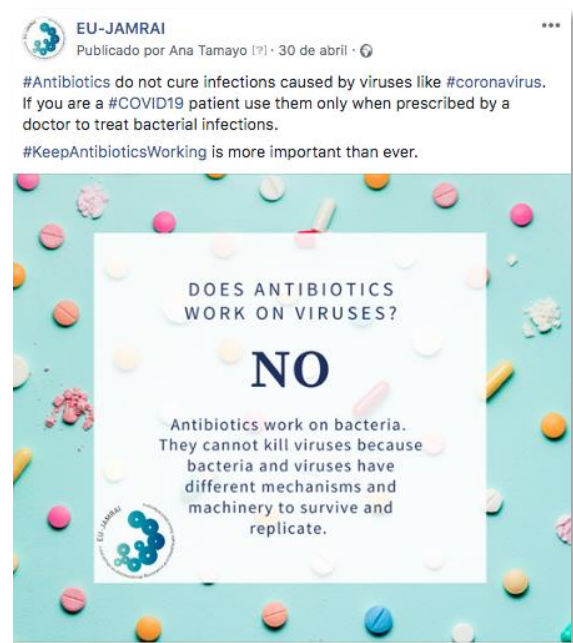 EU-JAMRAI
Publicado por Ana Tamayo [?] · 30 de abril ·
#Antibiotics do not cure infections caused by viruses like #coronavirus.
If you are a #COVID19 patient use them only when prescribed by a
doctor to treat bacterial infections.
#KeepAntibioticsWorking is more important than ever.
DOES ANTIBIOTICS
WORK ON VIRUSES?
NO
Antibiotics work on bacteria.
They cannot kill viruses because
bacteria and viruses have
different mechanisms and
machinery to survive and
replicate.
EU-JAMRAI